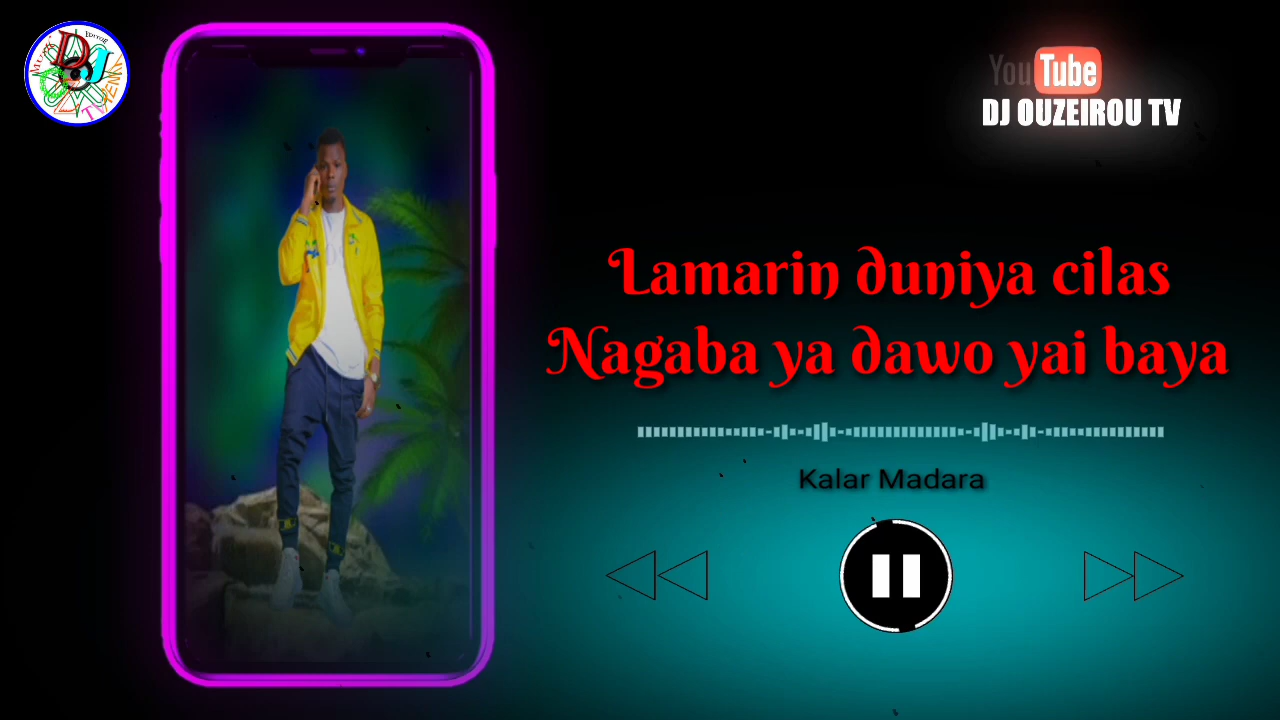 YouTube
DJ OUZEIROU TV
Lamarin duniya cilas
Nagaba ya dawo yai baya
Kalar Madara